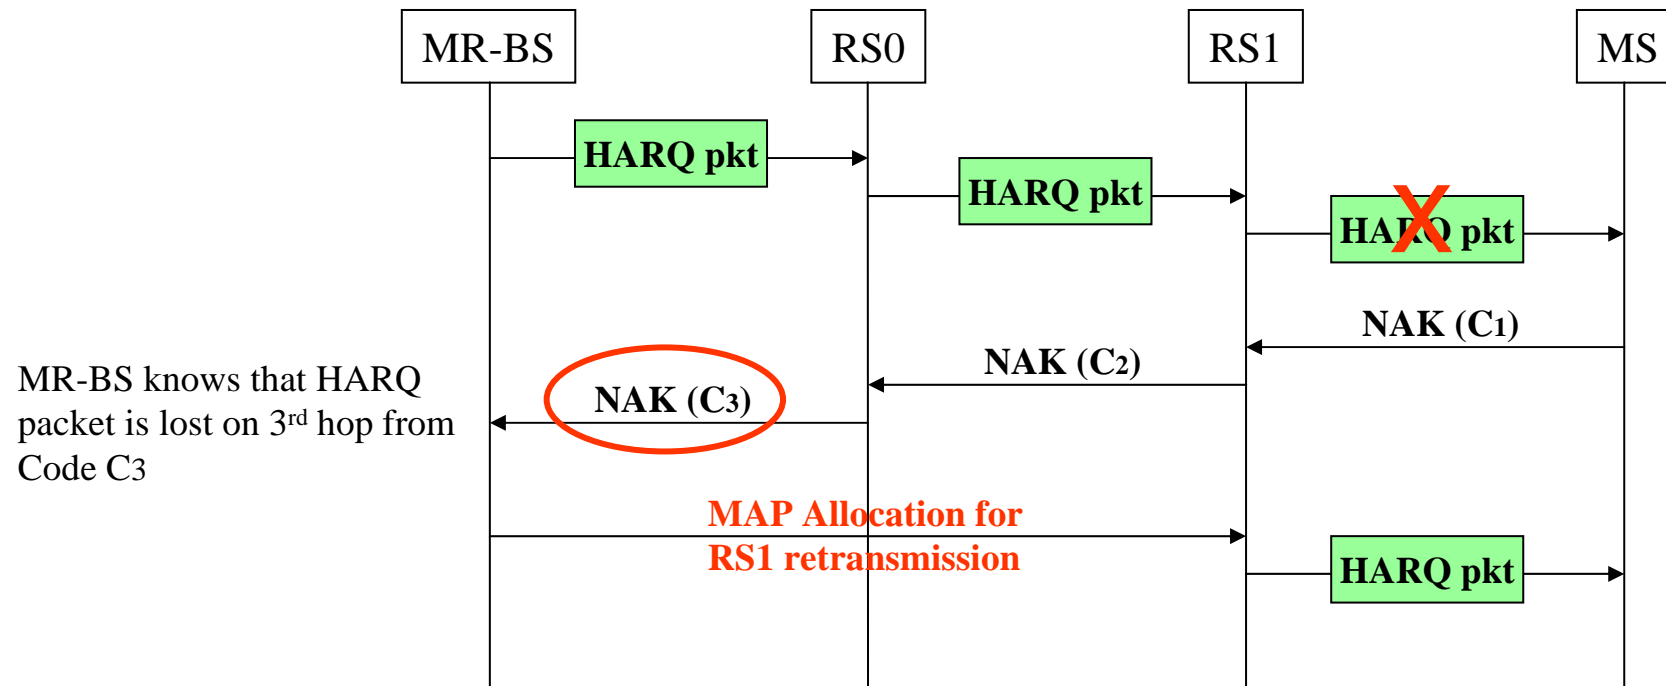 MR-BS
RS0
RS1
MS
HARQ pkt
HARQ pkt
HARQ pkt
X
NAK (C1)
NAK (C2)
NAK (C3)
MR-BS knows that HARQ
packet is lost on 3rd hop from
Code C3
MAP Allocation for
RS1 retransmission
HARQ pkt